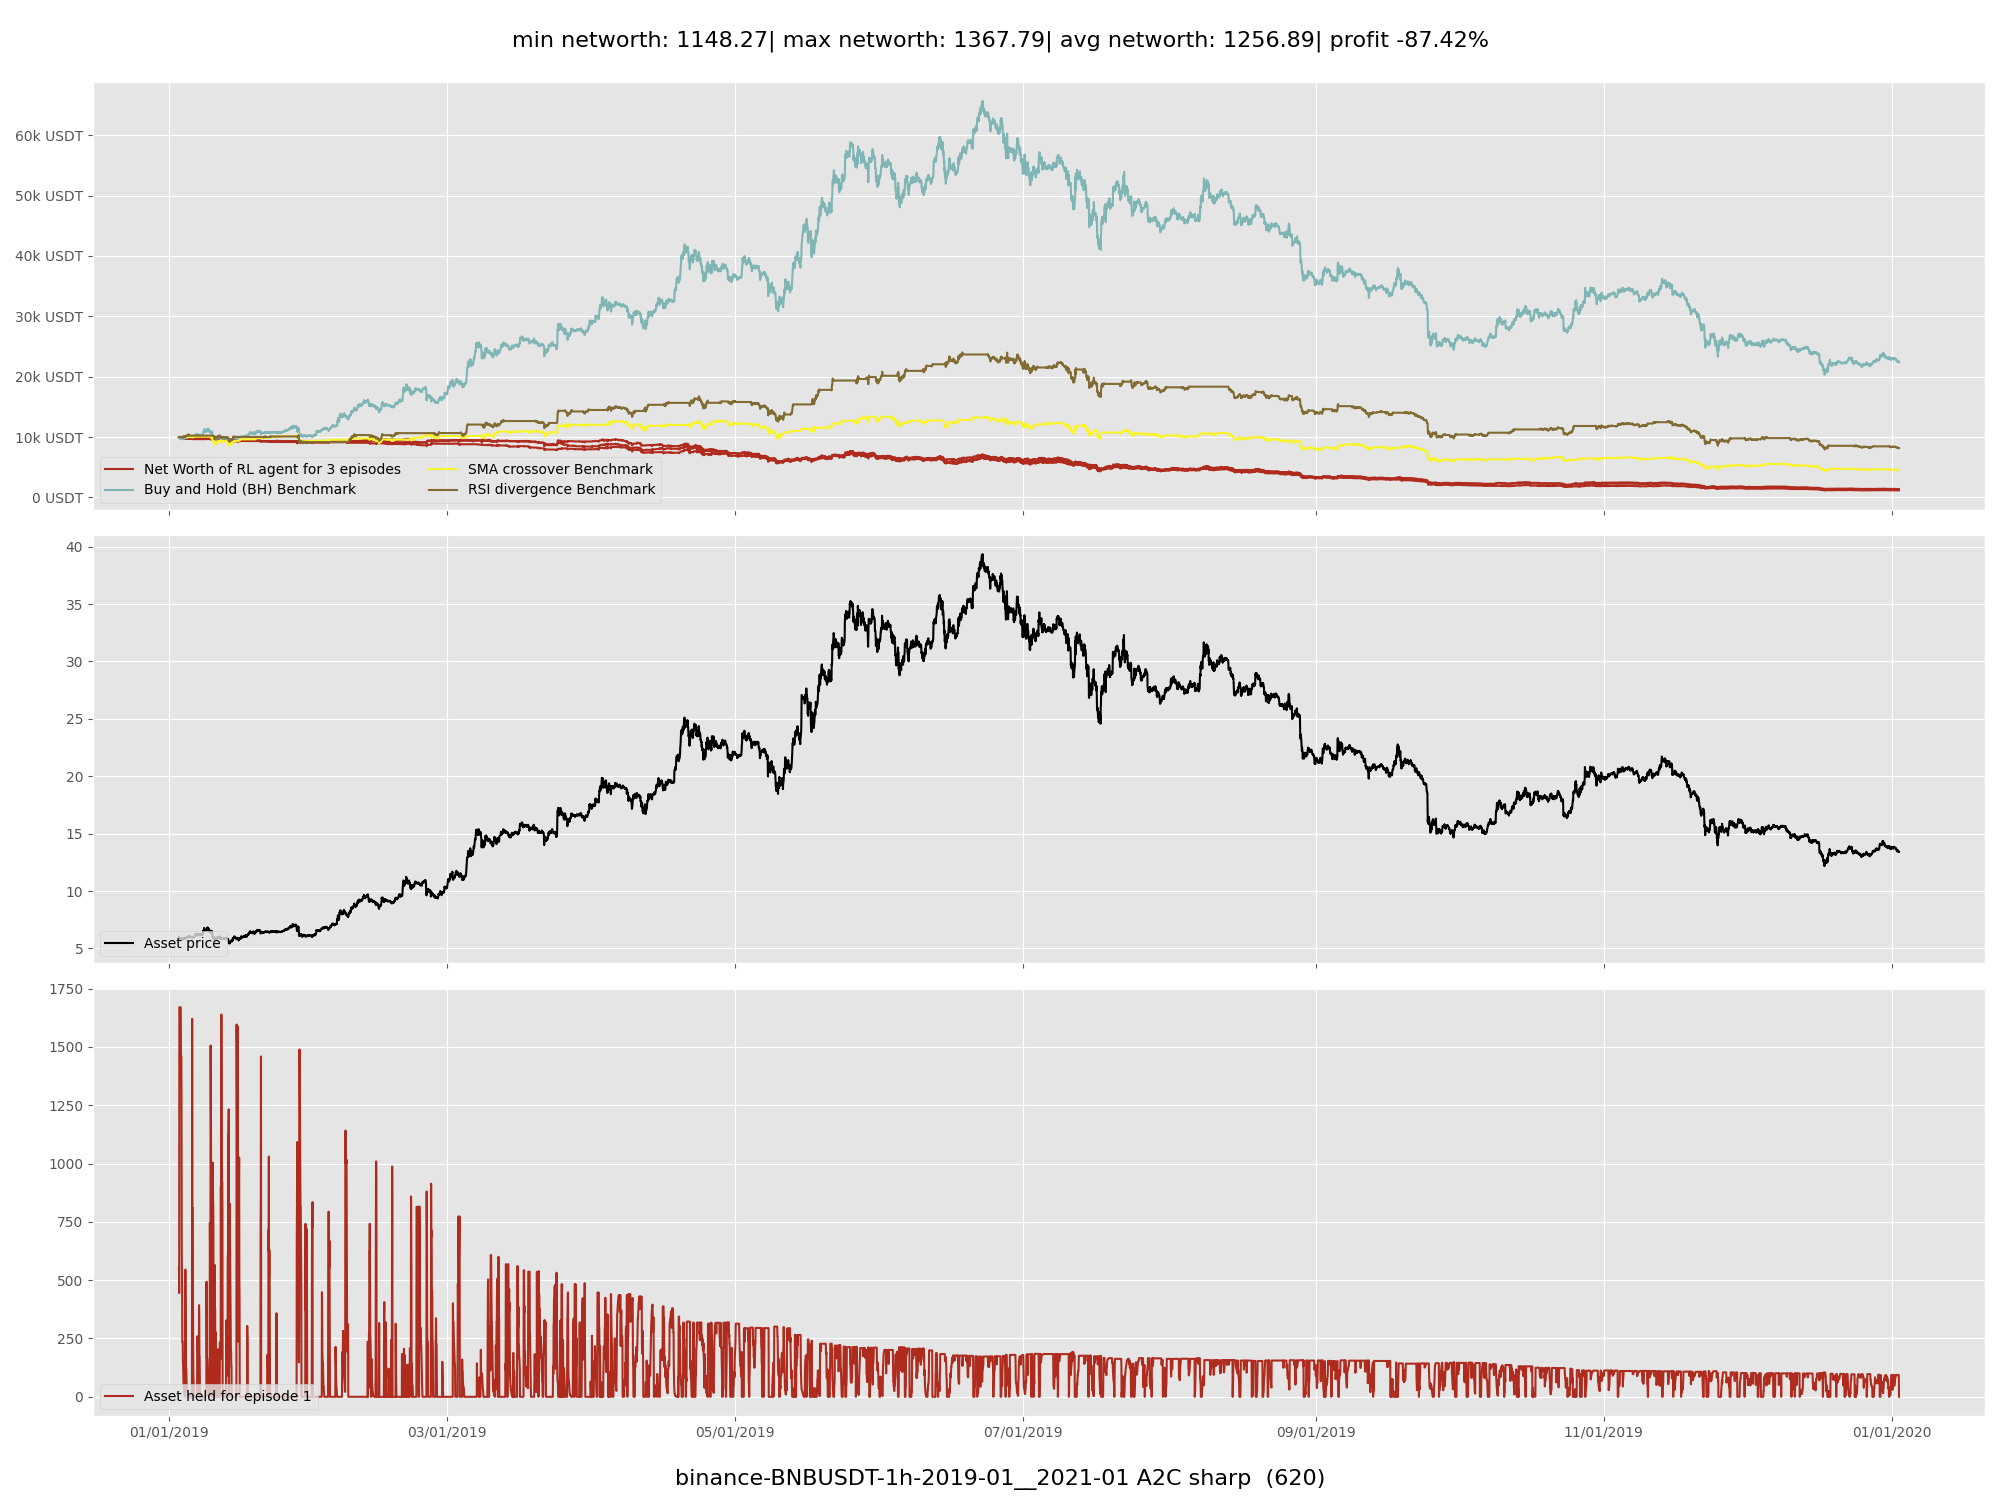 min networth: 1148.27| max networth: 1367.79| avg networth: 1256.89| profit -87.42%
60k USDT
50k USDT
40k USDT
30k USDT
20k USDT
10k USDT
0 USDT
Net Worth of RL agent for 3 episodes
Buy and Hold (BH) Benchmark
SMA crossover Benchmark
RSI divergence Benchmark
40
35
30
25
20
15
10
5
Asset price
1750
1500
1250
1000
750
500
250
0
Asset held for episode 1
01/01/2019 03/01/2019 05/01/2019 07/01/2019 09/01/2019 11/01/2019 01/01/2020
binance-BNBUSDT-1h-2019-01__2021-01 A2C sharp  (620)